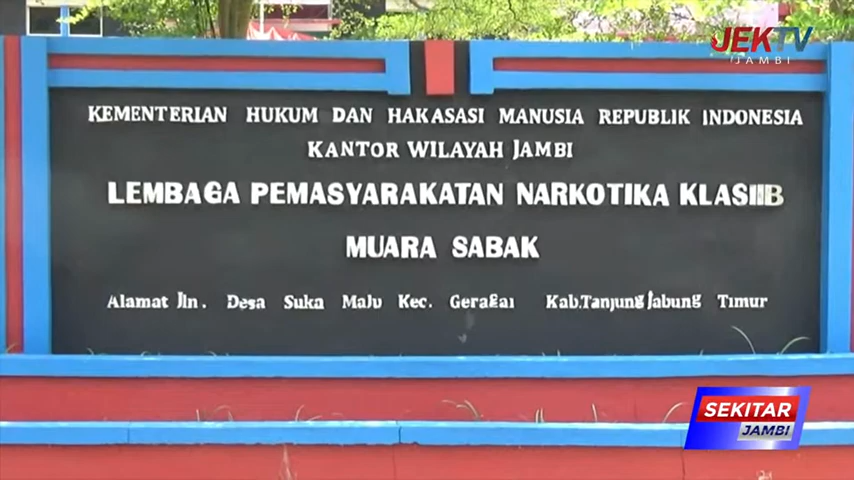 JEKTV
JAMBI
KEMENTERIAN HUKUM DAN HAKASASI MANUSIA REPUBLIK INDONESIA
KANTOR WILAYAH JAMBI
LEMBAGA PEMASYARAKATAN NARKOTIKA KLASIIB
MUARA SABAK
Alamat Jln. Desa Suka Maju Kec. Geragai Kab.Tanjung Jabung Timur
SEKITAR
JAMBI